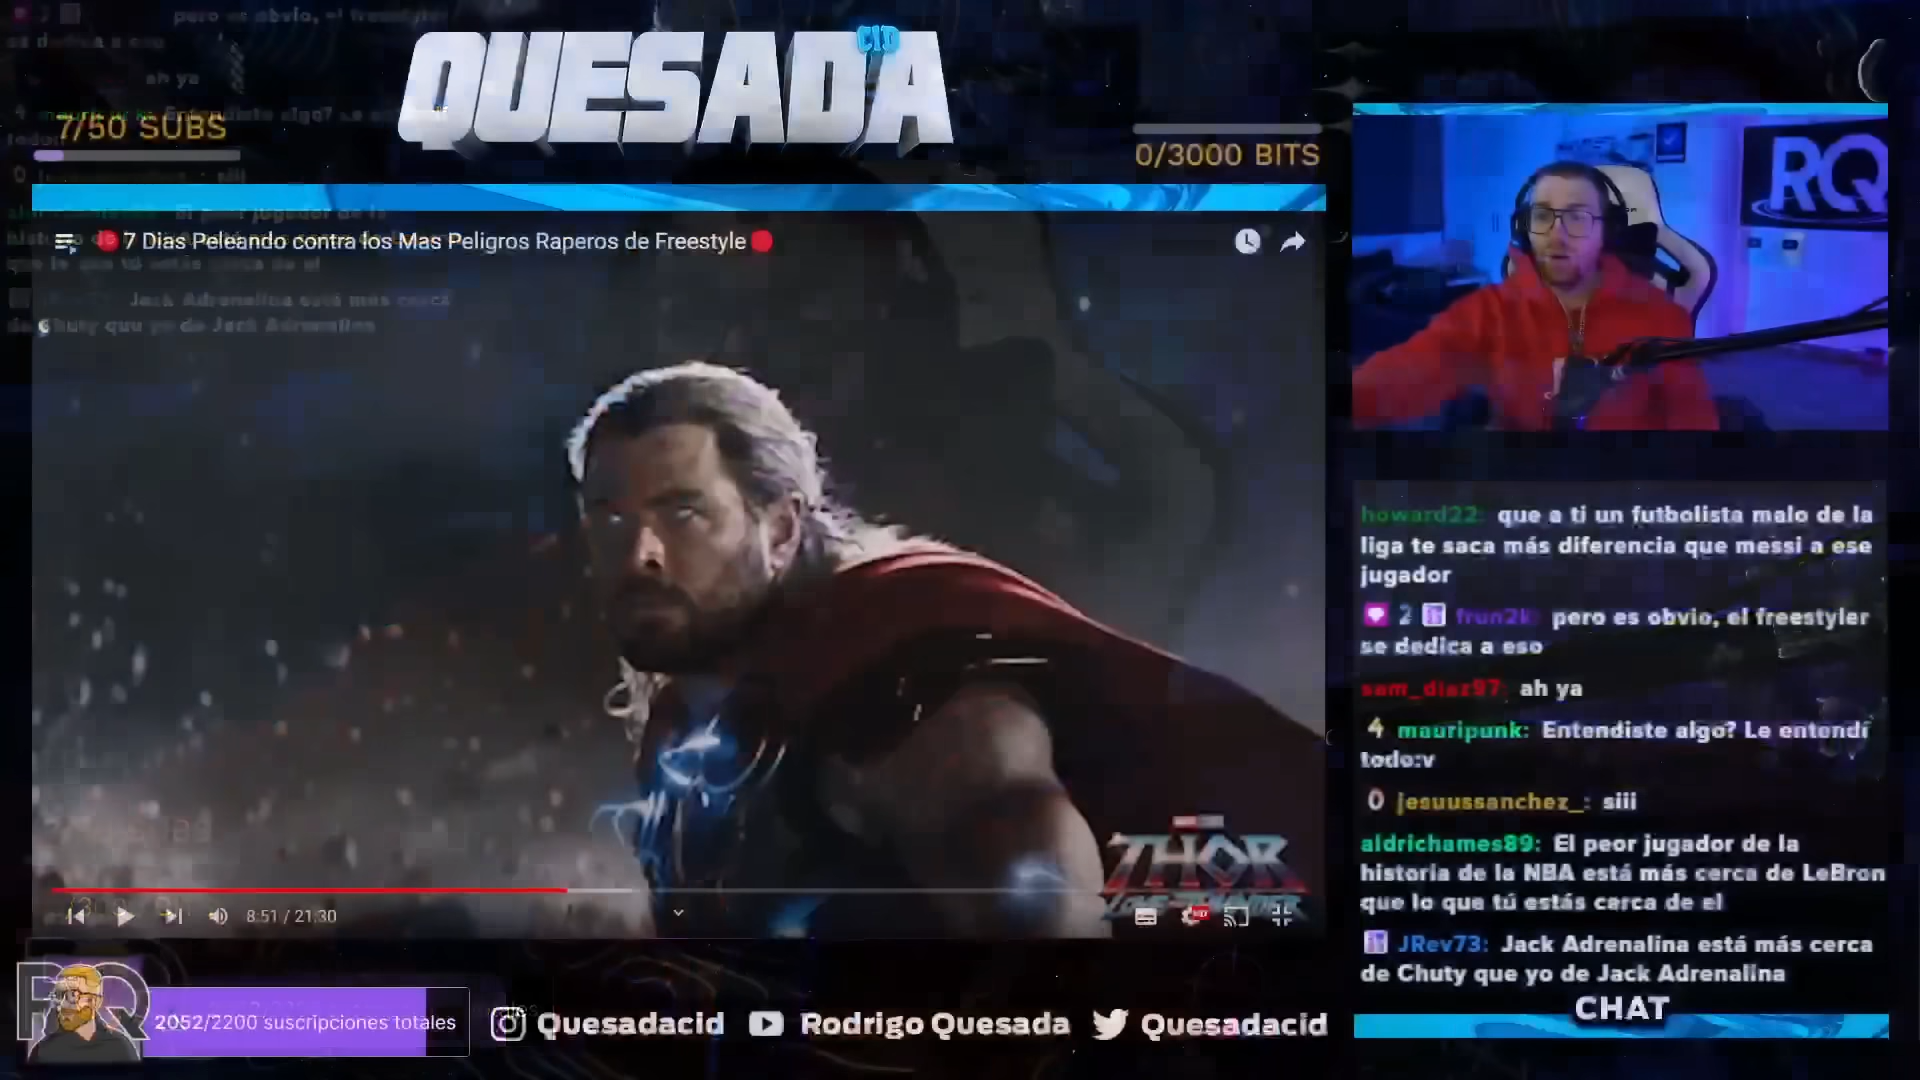 CID
QUESADA
7/50 SUBS
0/3000 BITS
7 Dias Peleando contra los Mas Peligros Raperos de Freestyle
RQ
howard22: que a ti un futbolista malo de la
liga te saca más diferencia que messi a ese
jugador
2 frun2k: pero es obvio, el freestyler
se dedica a eso
sam_diaz97: ah ya
4 mauripunk: Entendiste algo? Le entendí
todo:v
0 jesuussanchez_: siii
aldrichames89: El peor jugador de la
historia de la NBA está más cerca de LeBron
que lo que tú estás cerca de el
JRev73: Jack Adrenalina está más cerca
de Chuty que yo de Jack Adrenalina
CHAT
THOR
8:51 / 21:30
RQ
2052/2200 suscripciones totales
Quesadacid
Rodrigo Quesada
Quesadacid